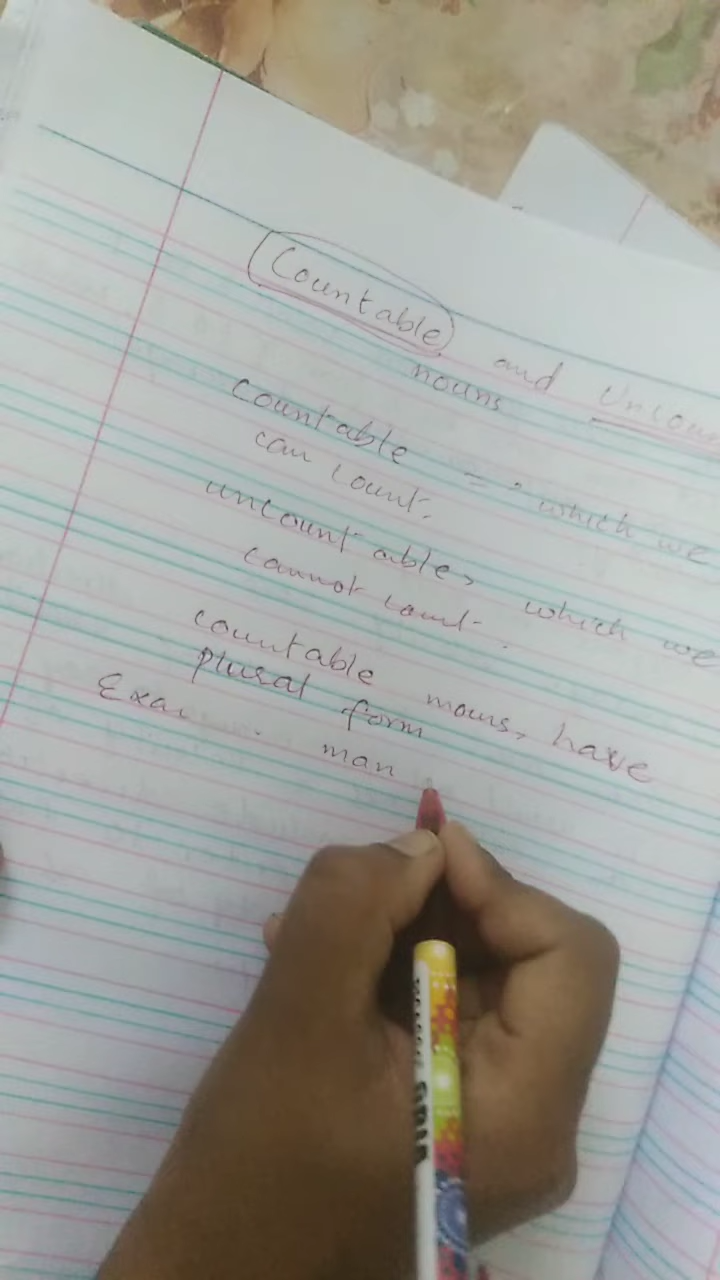 Countable and Uncoun
nouns
Countable = which we
can count.
uncountable, which we
cannot count.
countable nouns, have
plural form
Exa
man